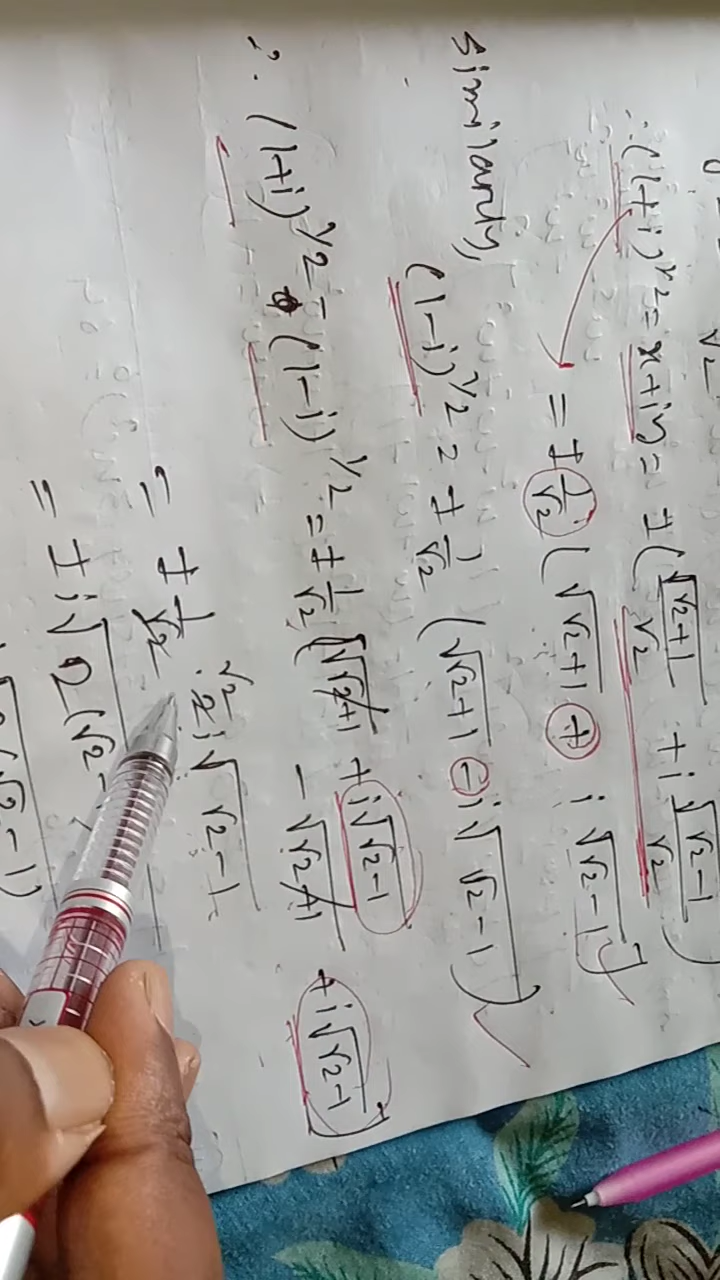 ∴ (1+i)^½ = x+iy = ± (√(√2+1)/√2 + i √(√2-1)/√2)
= ± 1/√2 (√(√2+1) + i √(√2-1)]
Similarly,
(1-i)^½ = ± 1/√2 (√(√2+1) - i √(√2-1))
∴ (1+i)^½ - (1-i)^½ = ± 1/√2 (√(√2+1) + i√(√2-1)
- √(√2+1) + i√(√2-1)]
= ± 1/√2 2i √(√2-1)
= ± i√2(√2-
√2(√2-1)